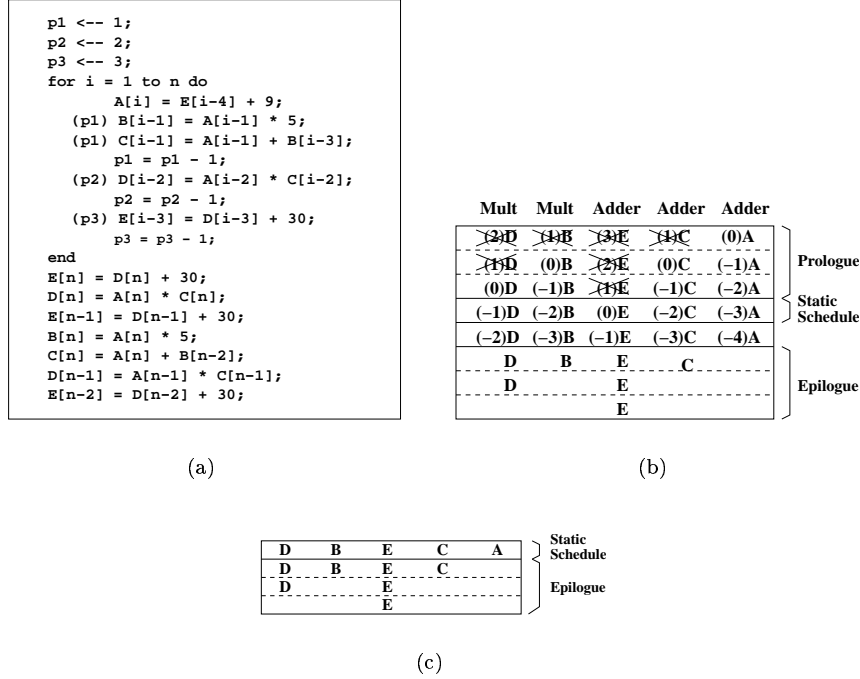 p1 <-- 1;
p2 <-- 2;
p3 <-- 3;
for i = 1 to n do
A[i] = E[i-4] + 9;
(p1) B[i-1] = A[i-1] * 5;
(p1) C[i-1] = A[i-1] + B[i-3];
p1 = p1 - 1;
(p2) D[i-2] = A[i-2] * C[i-2];
p2 = p2 - 1;
(p3) E[i-3] = D[i-3] + 30;
p3 = p3 - 1;
end
E[n] = D[n] + 30;
D[n] = A[n] * C[n];
E[n-1] = D[n-1] + 30;
B[n] = A[n] * 5;
C[n] = A[n] + B[n-2];
D[n-1] = A[n-1] * C[n-1];
E[n-2] = D[n-2] + 30;
(a)
Mult Mult Adder Adder Adder
(2)D (1)B (3)E (1)C (0)A
(1)D (0)B (2)E (0)C (−1)A
(0)D (−1)B (1)E (−1)C (−2)A
(−1)D (−2)B (0)E (−2)C (−3)A
(−2)D (−3)B (−1)E (−3)C (−4)A
D B E C
D E
E
Prologue
Static
Schedule
Epilogue
(b)
D B E C A
D B E C
D E
E
Static
Schedule
Epilogue
(c)